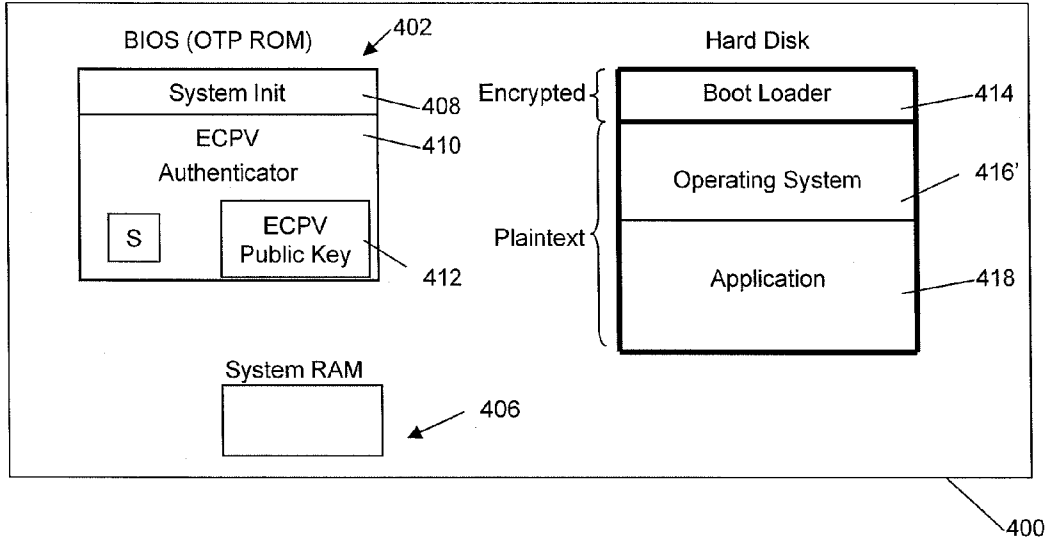 BIOS (OTP ROM)
402
Hard Disk
System Init
408
Encrypted
Boot Loader
414
ECPV
Authenticator
410
Operating System
416'
S
ECPV
Public Key
412
Plaintext
Application
418
System RAM
406
400